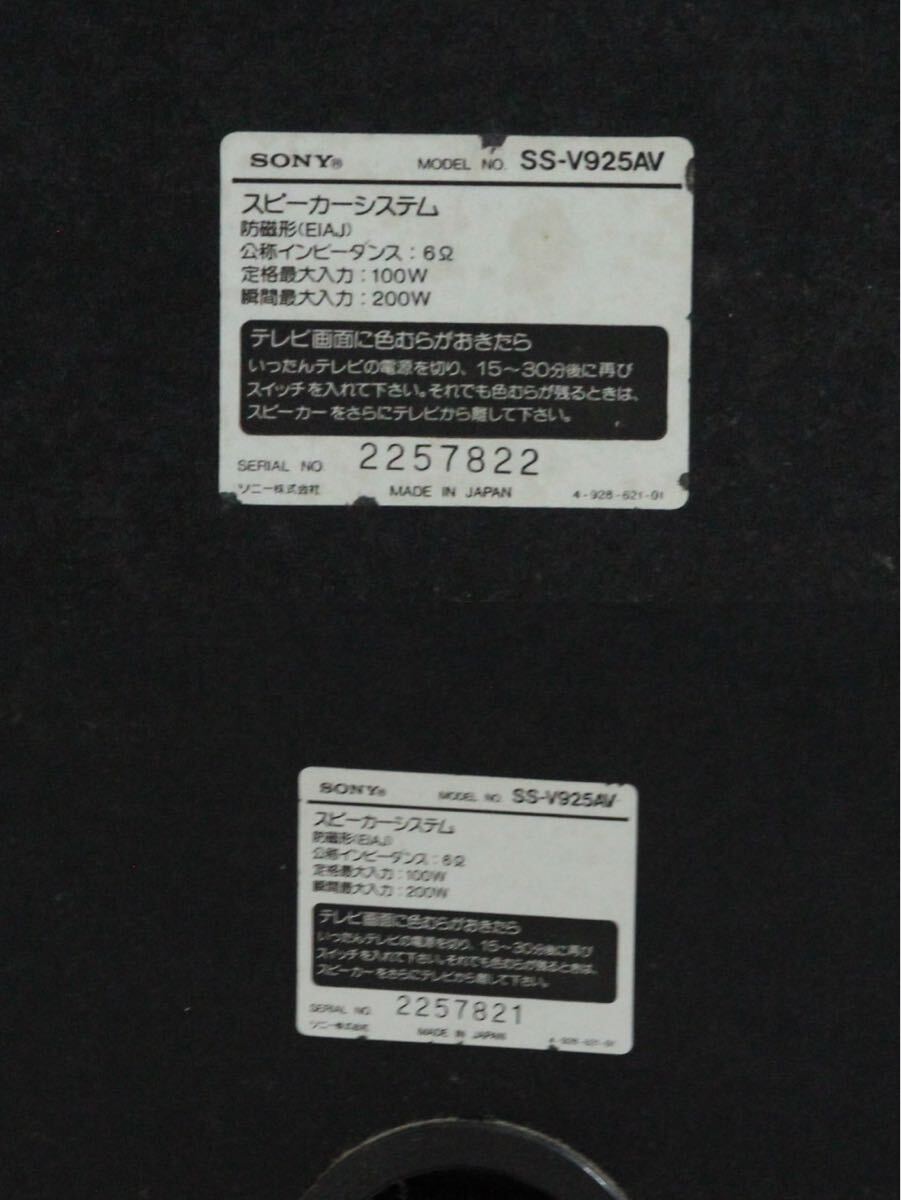 SONY® MODEL NO. SS-V925AV
スピーカーシステム
防磁形(EIAJ)
公称インピーダンス：6Ω
定格最大入力：100W
瞬間最大入力：200W
テレビ画面に色むらがおきたら
いったんテレビの電源を切り、15〜30分後に再び
スイッチを入れて下さい。それでも色むらが残るときは、
スピーカーをさらにテレビから離して下さい。
SERIAL NO. 2257822
ソニー株式会社 MADE IN JAPAN 4-928-621-01
SONY® MODEL NO. SS-V925AV
スピーカーシステム
防磁形(EIAJ)
公称インピーダンス：6Ω
定格最大入力：100W
瞬間最大入力：200W
テレビ画面に色むらがおきたら
いったんテレビの電源を切り、15〜30分後に再び
スイッチを入れて下さい。それでも色むらが残るときは、
スピーカーをさらにテレビから離して下さい。
SERIAL NO. 2257821
ソニー株式会社 MADE IN JAPAN 4-928-621-01